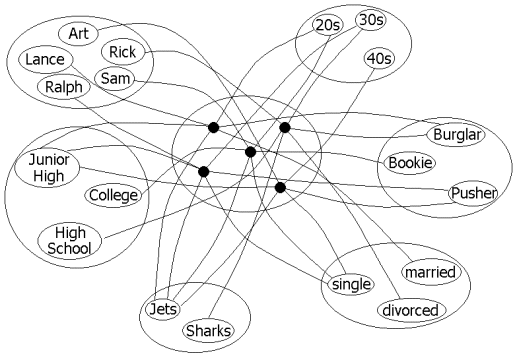 Art
Rick
Lance
Sam
Ralph
20s
30s
40s
Burglar
Bookie
Pusher
Junior
High
College
High
School
Jets
Sharks
single
married
divorced